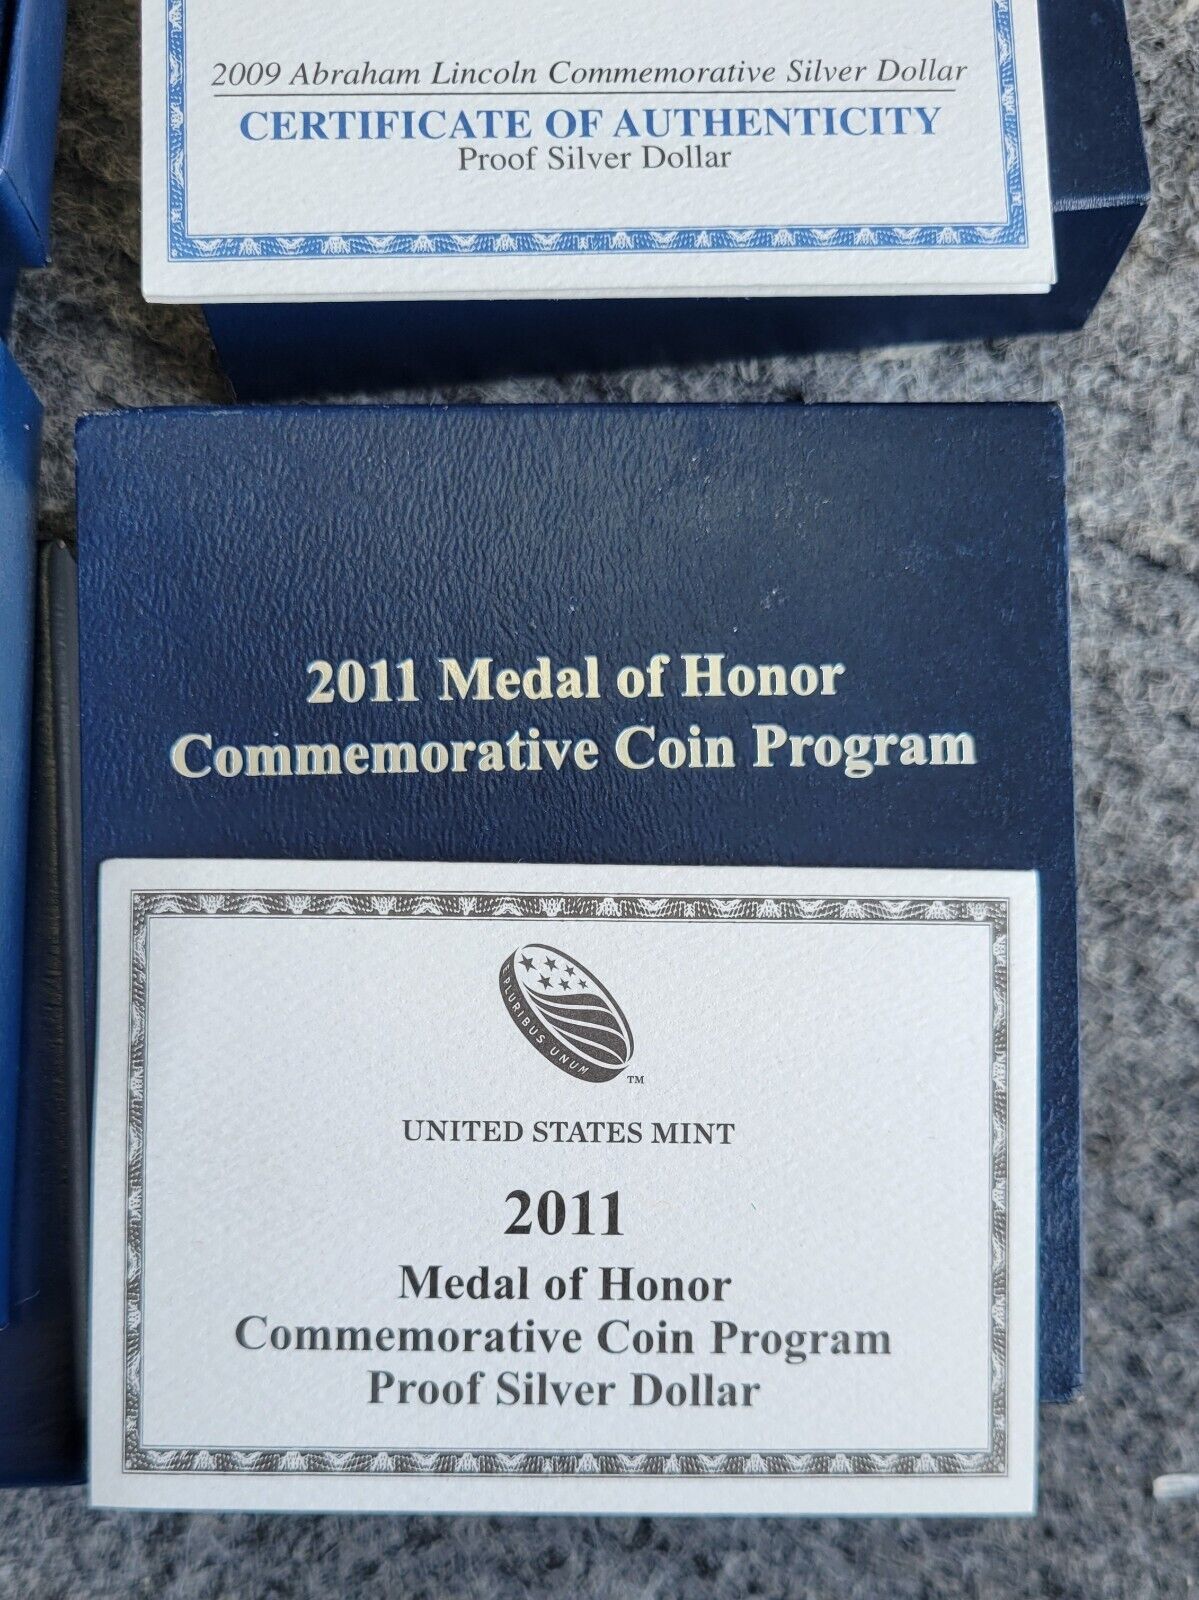 2009 Abraham Lincoln Commemorative Silver Dollar
CERTIFICATE OF AUTHENTICITY
Proof Silver Dollar
2011 Medal of Honor
Commemorative Coin Program
E PLURIBUS UNUM
TM
UNITED STATES MINT
2011
Medal of Honor
Commemorative Coin Program
Proof Silver Dollar